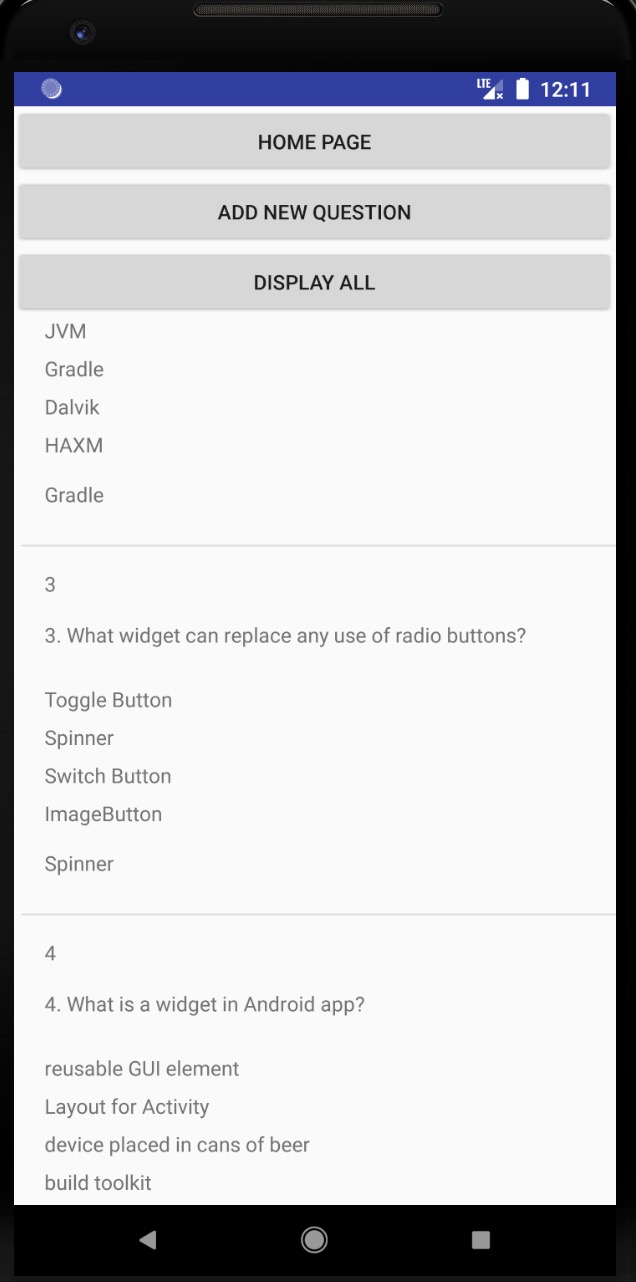 LTE 12:11
HOME PAGE
ADD NEW QUESTION
DISPLAY ALL
JVM
Gradle
Dalvik
HAXM
Gradle
3
3. What widget can replace any use of radio buttons?
Toggle Button
Spinner
Switch Button
ImageButton
Spinner
4
4. What is a widget in Android app?
reusable GUI element
Layout for Activity
device placed in cans of beer
build toolkit